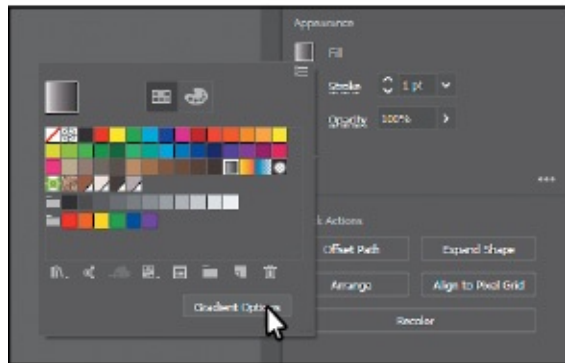 Appearance
Fill
Stroke 1 pt
Opacity 100%
k Actions
Offset Path Expand Shape
Arrange Align to Pixel Grid
Recolor
Gradient Options